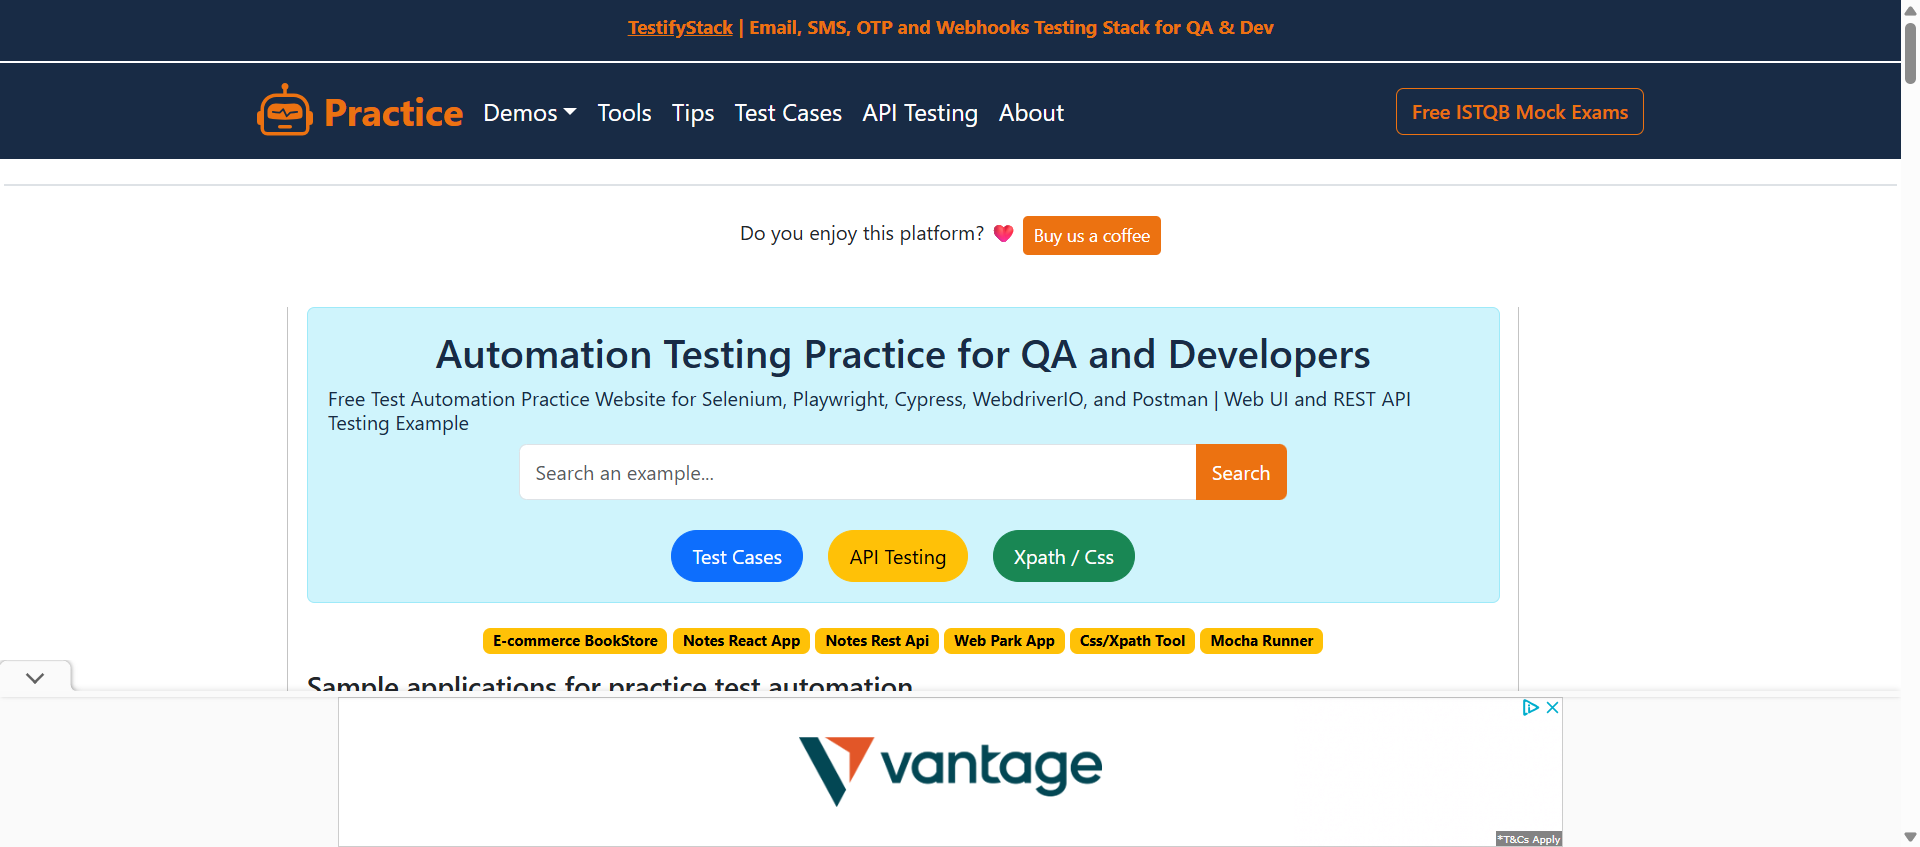 TestifyStack | Email, SMS, OTP and Webhooks Testing Stack for QA & Dev
Practice
Demos
Tools
Tips
Test Cases
API Testing
About
Free ISTQB Mock Exams
Do you enjoy this platform?
Buy us a coffee
Automation Testing Practice for QA and Developers
Free Test Automation Practice Website for Selenium, Playwright, Cypress, WebdriverIO, and Postman | Web UI and REST API
Testing Example
Search an example...
Search
Test Cases
API Testing
Xpath / Css
E-commerce BookStore
Notes React App
Notes Rest Api
Web Park App
Css/Xpath Tool
Mocha Runner
Sample applications for practice test automation
vantage
*T&Cs Apply